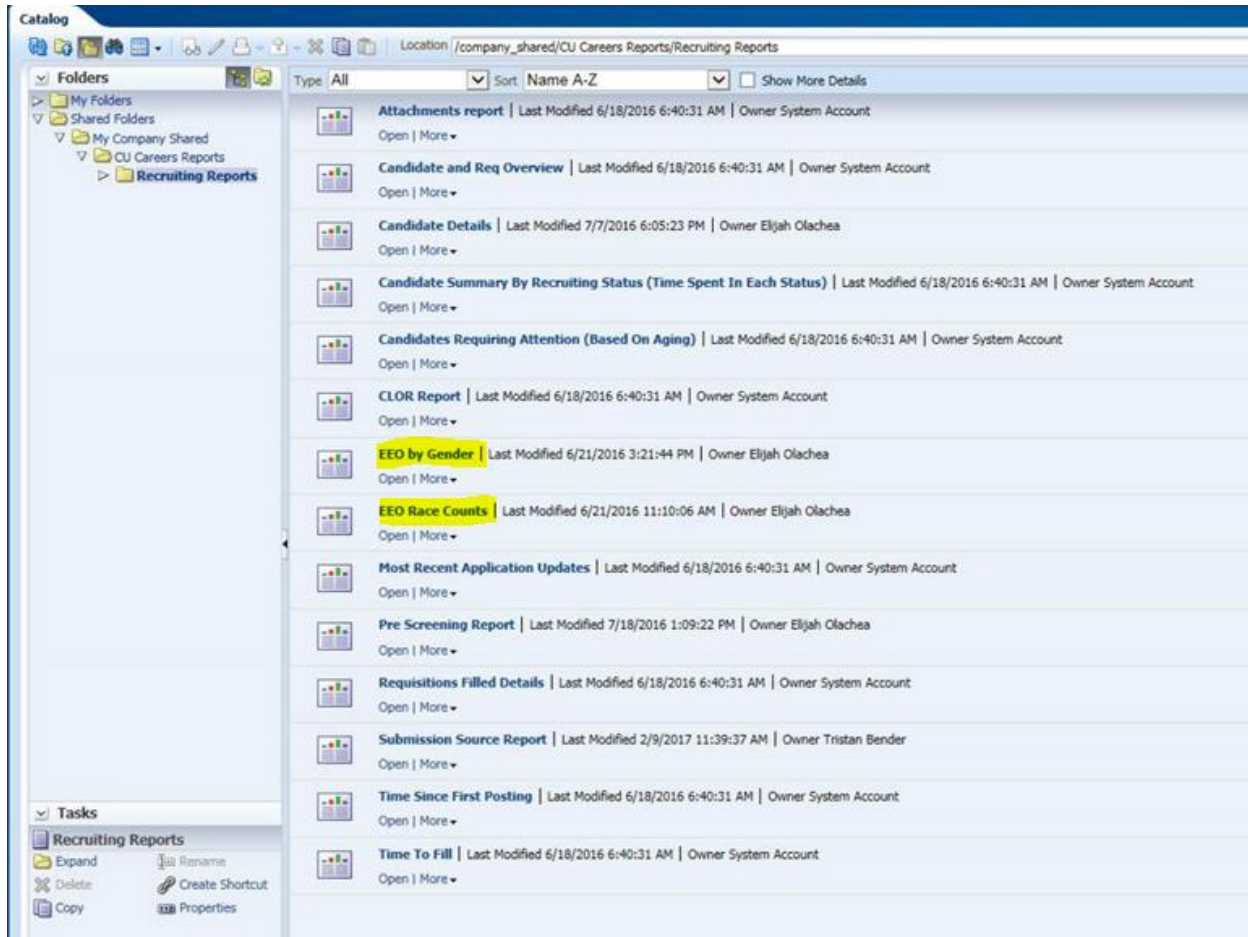 Catalog
Location /company_shared/CU Careers Reports/Recruiting Reports
Folders
My Folders
Shared Folders
My Company Shared
CU Careers Reports
Recruiting Reports
Type All Sort Name A-Z Show More Details
Attachments report | Last Modified 6/18/2016 6:40:31 AM | Owner System Account
Open | More
Candidate and Req Overview | Last Modified 6/18/2016 6:40:31 AM | Owner System Account
Open | More
Candidate Details | Last Modified 7/7/2016 6:05:23 PM | Owner Elijah Olachea
Open | More
Candidate Summary By Recruiting Status (Time Spent In Each Status) | Last Modified 6/18/2016 6:40:31 AM | Owner System Account
Open | More
Candidates Requiring Attention (Based On Aging) | Last Modified 6/18/2016 6:40:31 AM | Owner System Account
Open | More
CLOR Report | Last Modified 6/18/2016 6:40:31 AM | Owner System Account
Open | More
EEO by Gender | Last Modified 6/21/2016 3:21:44 PM | Owner Elijah Olachea
Open | More
EEO Race Counts | Last Modified 6/21/2016 11:10:06 AM | Owner Elijah Olachea
Open | More
Most Recent Application Updates | Last Modified 6/18/2016 6:40:31 AM | Owner System Account
Open | More
Pre Screening Report | Last Modified 7/18/2016 1:09:22 PM | Owner Elijah Olachea
Open | More
Requisitions Filled Details | Last Modified 6/18/2016 6:40:31 AM | Owner System Account
Open | More
Submission Source Report | Last Modified 2/9/2017 11:39:37 AM | Owner Tristan Bender
Open | More
Time Since First Posting | Last Modified 6/18/2016 6:40:31 AM | Owner System Account
Open | More
Time To Fill | Last Modified 6/18/2016 6:40:31 AM | Owner System Account
Open | More
Tasks
Recruiting Reports
Expand Rename
Delete Create Shortcut
Copy Properties